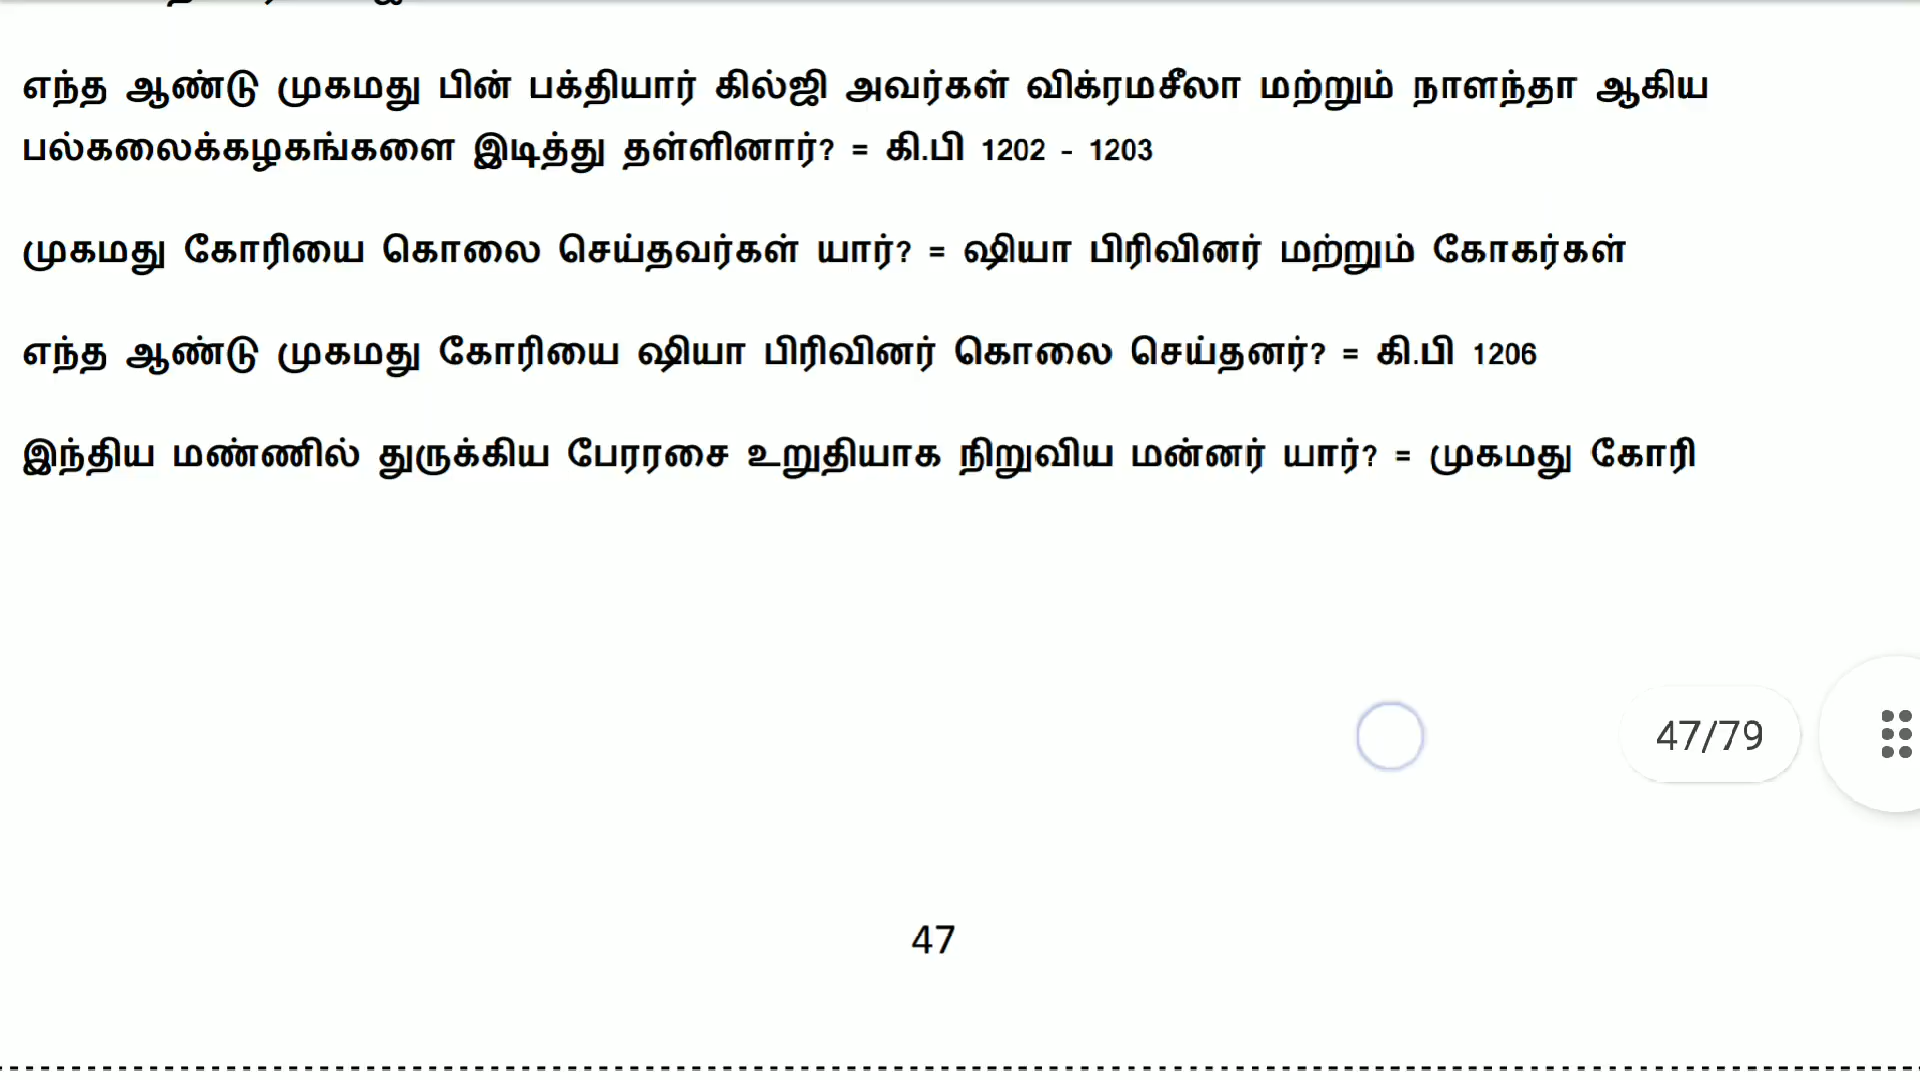 எந்த ஆண்டு முகமது பின் பக்தியார் கில்ஜி அவர்கள் விக்ரமசீலா மற்றும் நாளந்தா ஆகிய
பல்கலைக்கழகங்களை இடித்து தள்ளினார்? = கி.பி 1202 - 1203
முகமது கோரியை கொலை செய்தவர்கள் யார்? = ஷியா பிரிவினர் மற்றும் கோகர்கள்
எந்த ஆண்டு முகமது கோரியை ஷியா பிரிவினர் கொலை செய்தனர்? = கி.பி 1206
இந்திய மண்ணில் துருக்கிய பேரரசை உறுதியாக நிறுவிய மன்னர் யார்? = முகமது கோரி
47/79
47